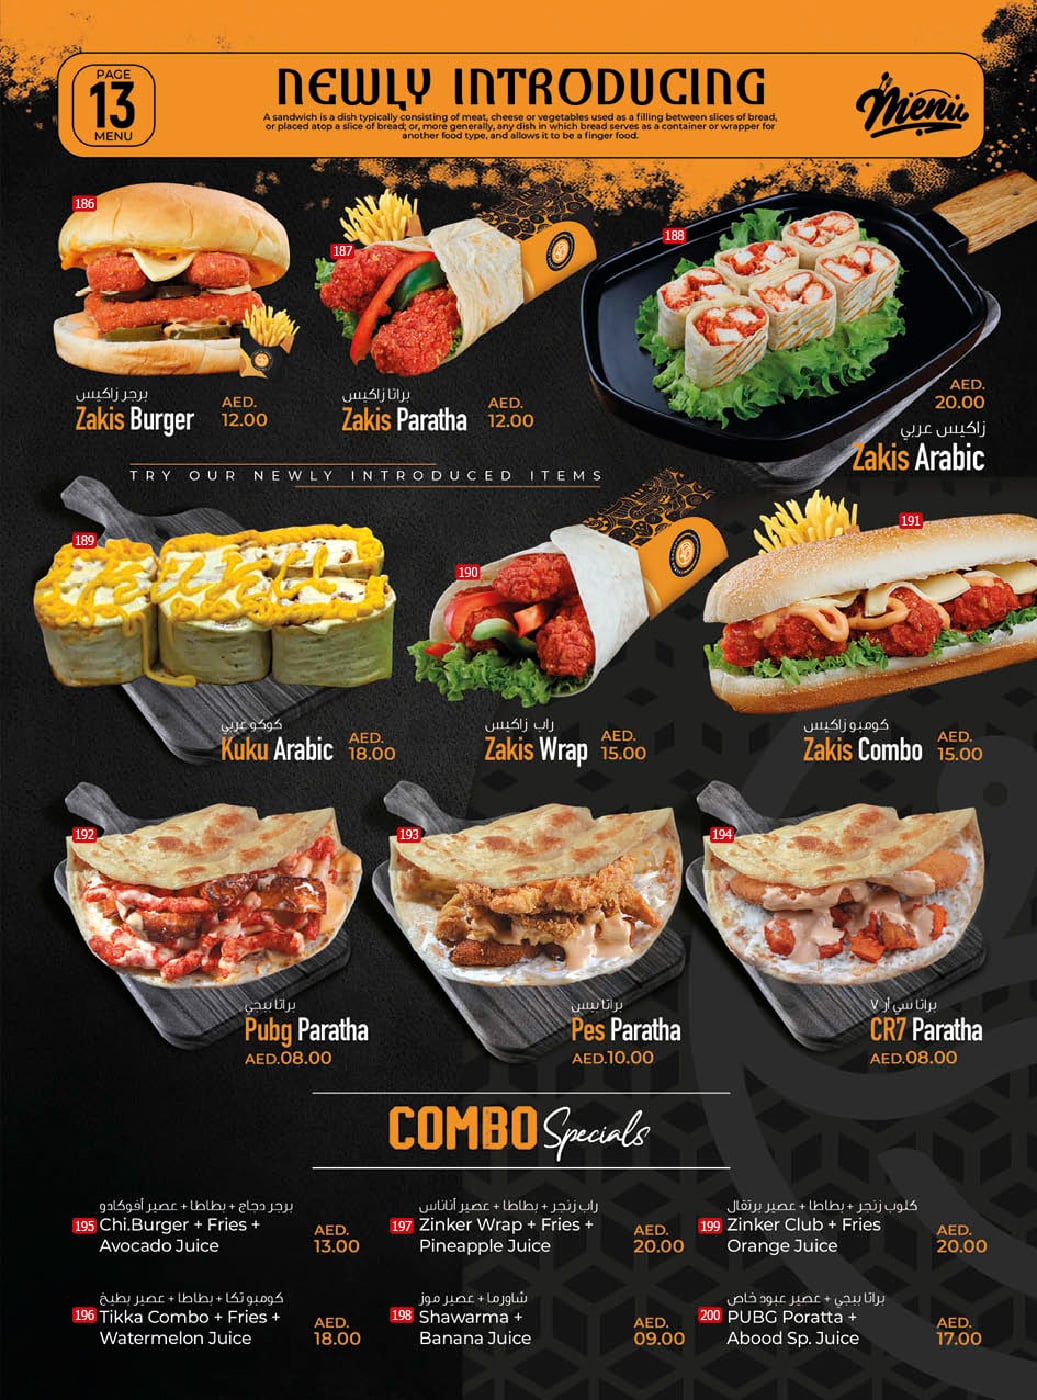 PAGE
13
MENU
NEWLY INTRODUCING
A sandwich is a dish typically consisting of meat, cheese or vegetables used as a filling between slices of bread,
or placed atop a slice of bread; or, more generally, any dish in which bread serves as a container or wrapper for
another food type, and allows it to be a finger food.
Menu
186
برجر زاكيس
Zakis Burger
AED.
12.00
187
براتا زاكيس
Zakis Paratha
AED.
12.00
188
AED.
20.00
زاكيس عربي
Zakis Arabic
TRY OUR NEWLY INTRODUCED ITEMS
189
كوكو عربي
Kuku Arabic
AED.
18.00
190
راب زاكيس
Zakis Wrap
AED.
15.00
191
كومبو زاكيس
Zakis Combo
AED.
15.00
192
براتا ببجي
Pubg Paratha
AED.08.00
193
براتا بيس
Pes Paratha
AED.10.00
194
براتا سي أر ٧
CR7 Paratha
AED.08.00
COMBO Specials
برجر دجاج + بطاطا + عصير أفوكادو
195 Chi.Burger + Fries +
Avocado Juice
AED.
13.00
كومبو تكا + بطاطا + عصير بطيخ
196 Tikka Combo + Fries +
Watermelon Juice
AED.
18.00
راب زنجر + بطاطا + عصير أناناس
197 Zinker Wrap + Fries +
Pineapple Juice
AED.
20.00
شاورما + عصير موز
198 Shawarma +
Banana Juice
AED.
09.00
كلوب زنجر + بطاطا + عصير برتقال
199 Zinker Club + Fries
Orange Juice
AED.
20.00
براتا ببجي + عصير عبود خاص
200 PUBG Poratta +
Abood Sp. Juice
AED.
17.00